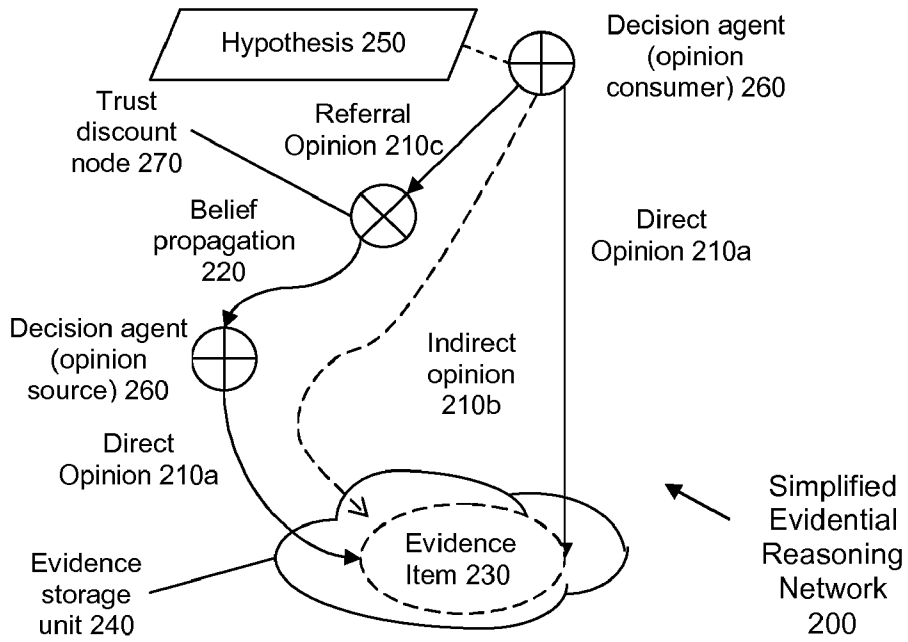 Hypothesis 250
Decision agent
(opinion
consumer) 260
Trust
discount
node 270
Referral
Opinion 210c
Belief
propagation
220
Direct
Opinion 210a
Decision agent
(opinion
source) 260
Indirect
opinion
210b
Direct
Opinion 210a
Evidence
Item 230
Simplified
Evidential
Reasoning
Network
200
Evidence
storage
unit 240